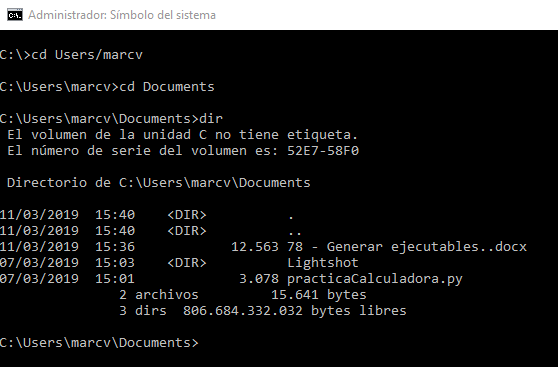 Administrador: Símbolo del sistema
C:\>cd Users/marcv
C:\Users\marcv>cd Documents
C:\Users\marcv\Documents>dir
El volumen de la unidad C no tiene etiqueta.
El número de serie del volumen es: 52E7-58F0
Directorio de C:\Users\marcv\Documents
11/03/2019  15:40    <DIR>          .
11/03/2019  15:40    <DIR>          ..
11/03/2019  15:36            12.563 78 - Generar ejecutables..docx
07/03/2019  15:03    <DIR>          Lightshot
07/03/2019  15:01             3.078 practicaCalculadora.py
2 archivos         15.641 bytes
3 dirs  806.684.332.032 bytes libres
C:\Users\marcv\Documents>